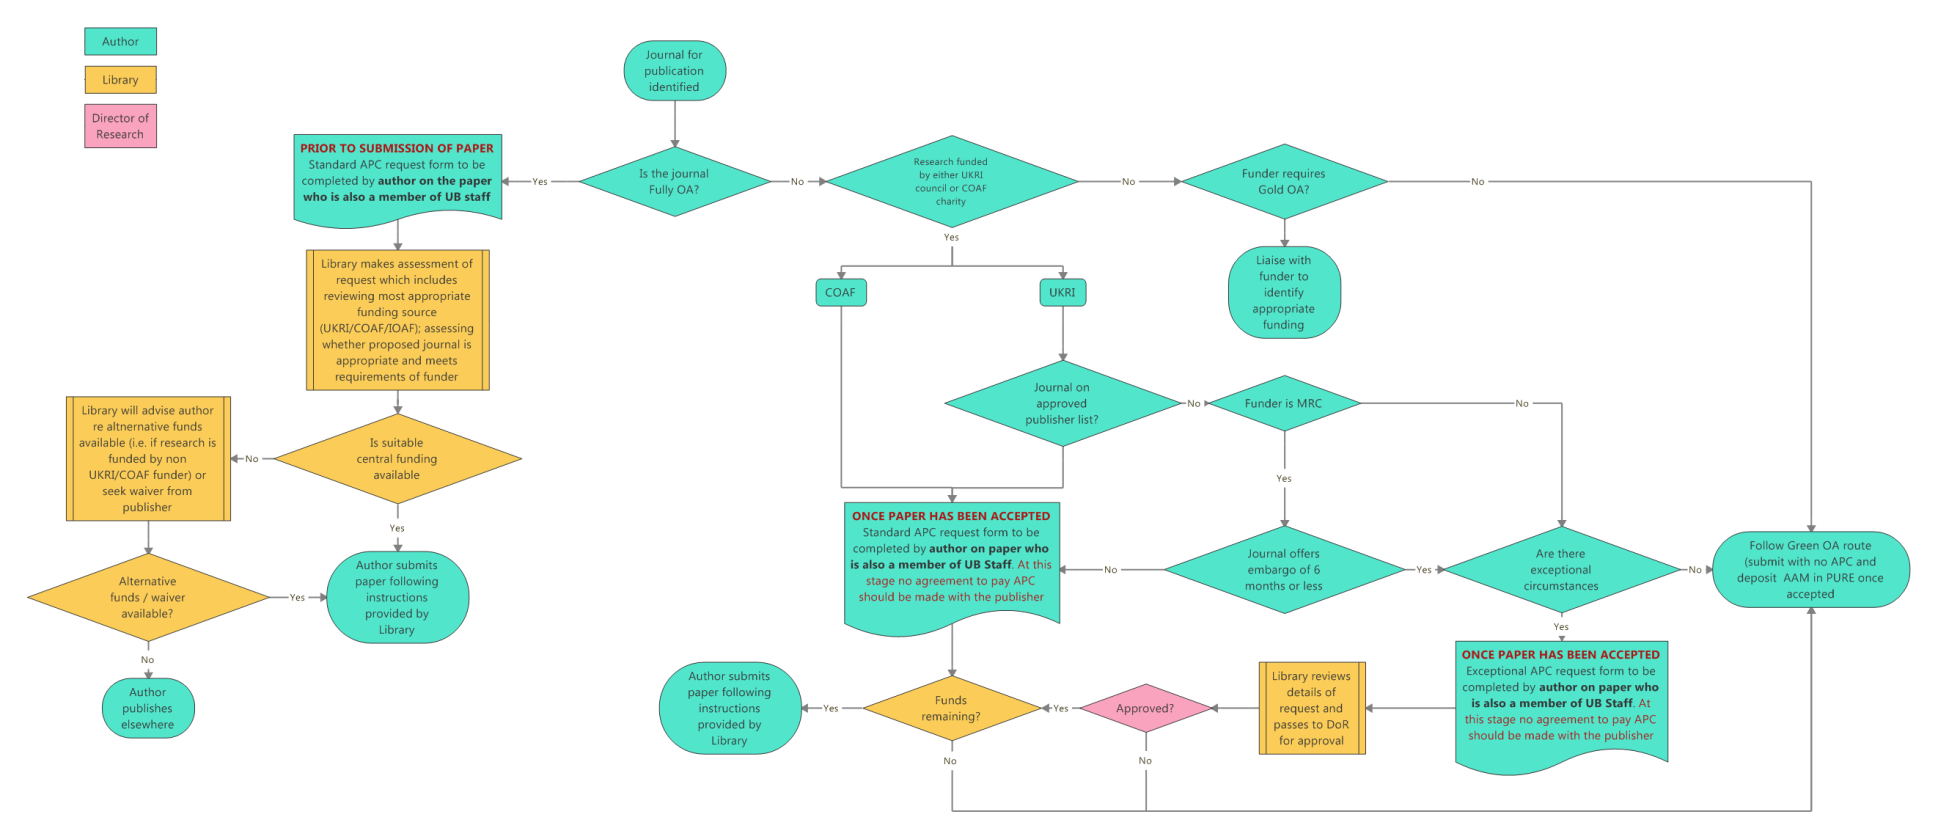 Author
Library
Director of
Research
Journal for
publication
identified
PRIOR TO SUBMISSION OF PAPER
Standard APC request form to be
completed by author on the paper
who is also a member of UB staff
Yes
Is the journal
Fully OA?
No
Research funded
by either UKRI
council or COAF
charity
No
Funder requires
Gold OA?
No
Yes
Library makes assessment of
request which includes
reviewing most appropriate
funding source
(UKRI/COAF/IOAF); assessing
whether proposed journal is
appropriate and meets
requirements of funder
COAF
UKRI
Liaise with
funder to
identify
appropriate
funding
Journal on
approved
publisher list?
No
Funder is MRC
No
Library will advise author
re altnernative funds
available (i.e. if research is
funded by non
UKRI/COAF funder) or
seek waiver from
publisher
No
Is suitable
central funding
available
Yes
Yes
ONCE PAPER HAS BEEN ACCEPTED
Standard APC request form to be
completed by author on paper who
is also a member of UB Staff. At this
stage no agreement to pay APC
should be made with the publisher
No
Journal offers
embargo of 6
months or less
Yes
Are there
exceptional
circumstances
No
Follow Green OA route
(submit with no APC and
deposit AAM in PURE once
accepted
Alternative
funds / waiver
available?
Yes
Author submits
paper following
instructions
provided by
Library
No
Author
publishes
elsewhere
Yes
ONCE PAPER HAS BEEN ACCEPTED
Exceptional APC request form to be
completed by author on paper who
is also a member of UB Staff. At
this stage no agreement to pay APC
should be made with the publisher
Author submits
paper following
instructions
provided by
Library
Yes
Funds
remaining?
Yes
Approved?
Library reviews
details of
request and
passes to DoR
for approval
No
No